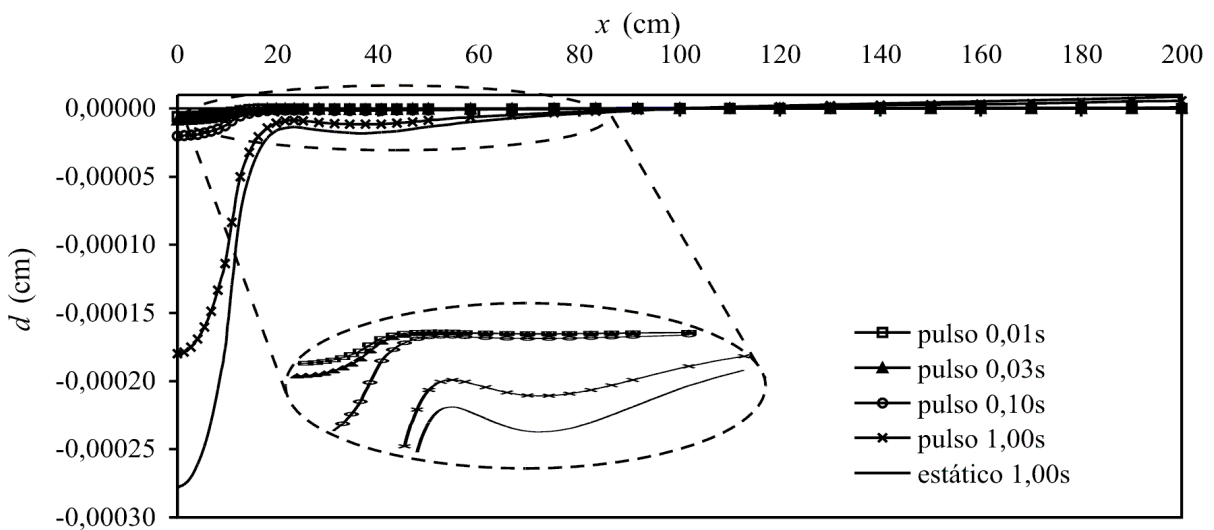 x (cm)
0 20 40 60 80 100 120 140 160 180 200
0,00000
-0,00005
-0,00010
-0,00015
-0,00020
-0,00025
-0,00030
d (cm)
pulso 0,01s
pulso 0,03s
pulso 0,10s
pulso 1,00s
estático 1,00s